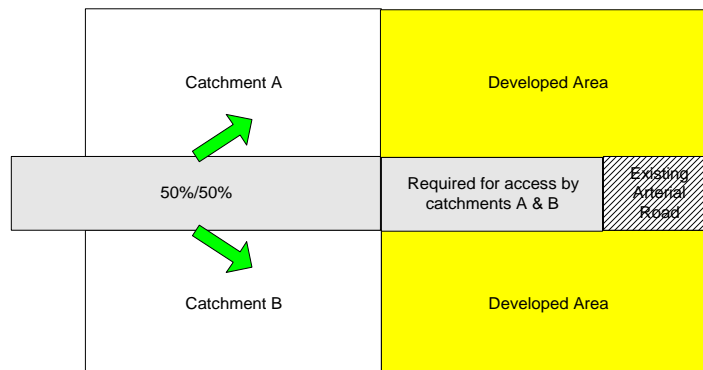 Catchment A
Developed Area
50%/50%
Required for access by
catchments A & B
Existing
Arterial
Road
Catchment B
Developed Area